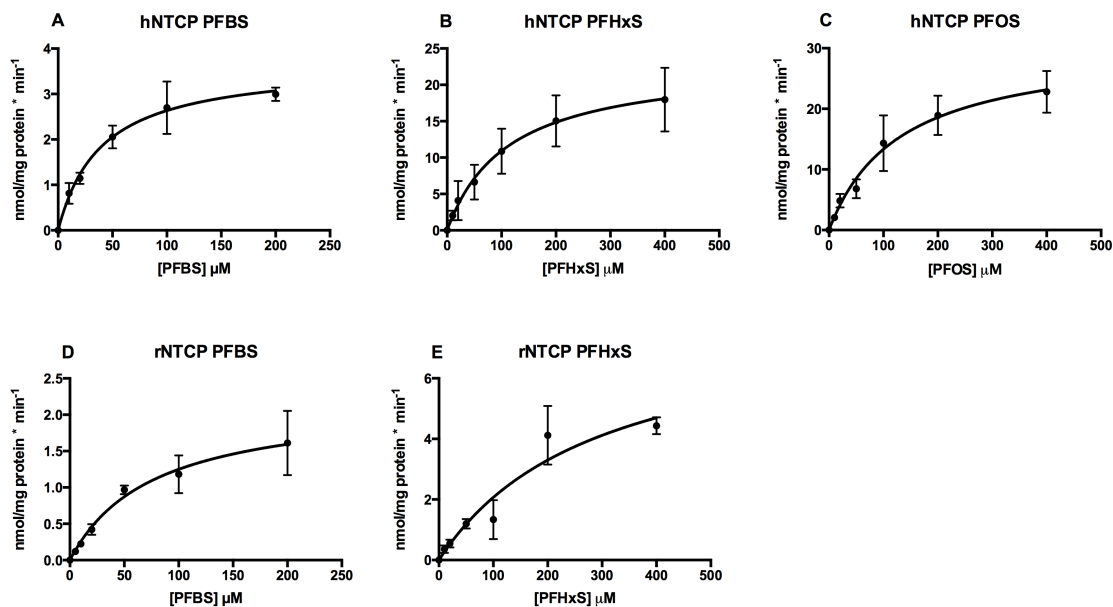 A hNTCP PFBS
nmol/mg protein * min-1
4
3
2
1
0
0 50 100 150 200 250
[PFBS] µM
B hNTCP PFHxS
nmol/mg protein * min-1
25
20
15
10
5
0
0 100 200 300 400 500
[PFHxS] µM
C hNTCP PFOS
nmol/mg protein * min-1
30
20
10
0
0 100 200 300 400 500
[PFOS] µM
D rNTCP PFBS
nmol/mg protein * min-1
2.5
2.0
1.5
1.0
0.5
0.0
0 50 100 150 200 250
[PFBS] µM
E rNTCP PFHxS
nmol/mg protein * min-1
6
4
2
0
0 100 200 300 400 500
[PFHxS] µM